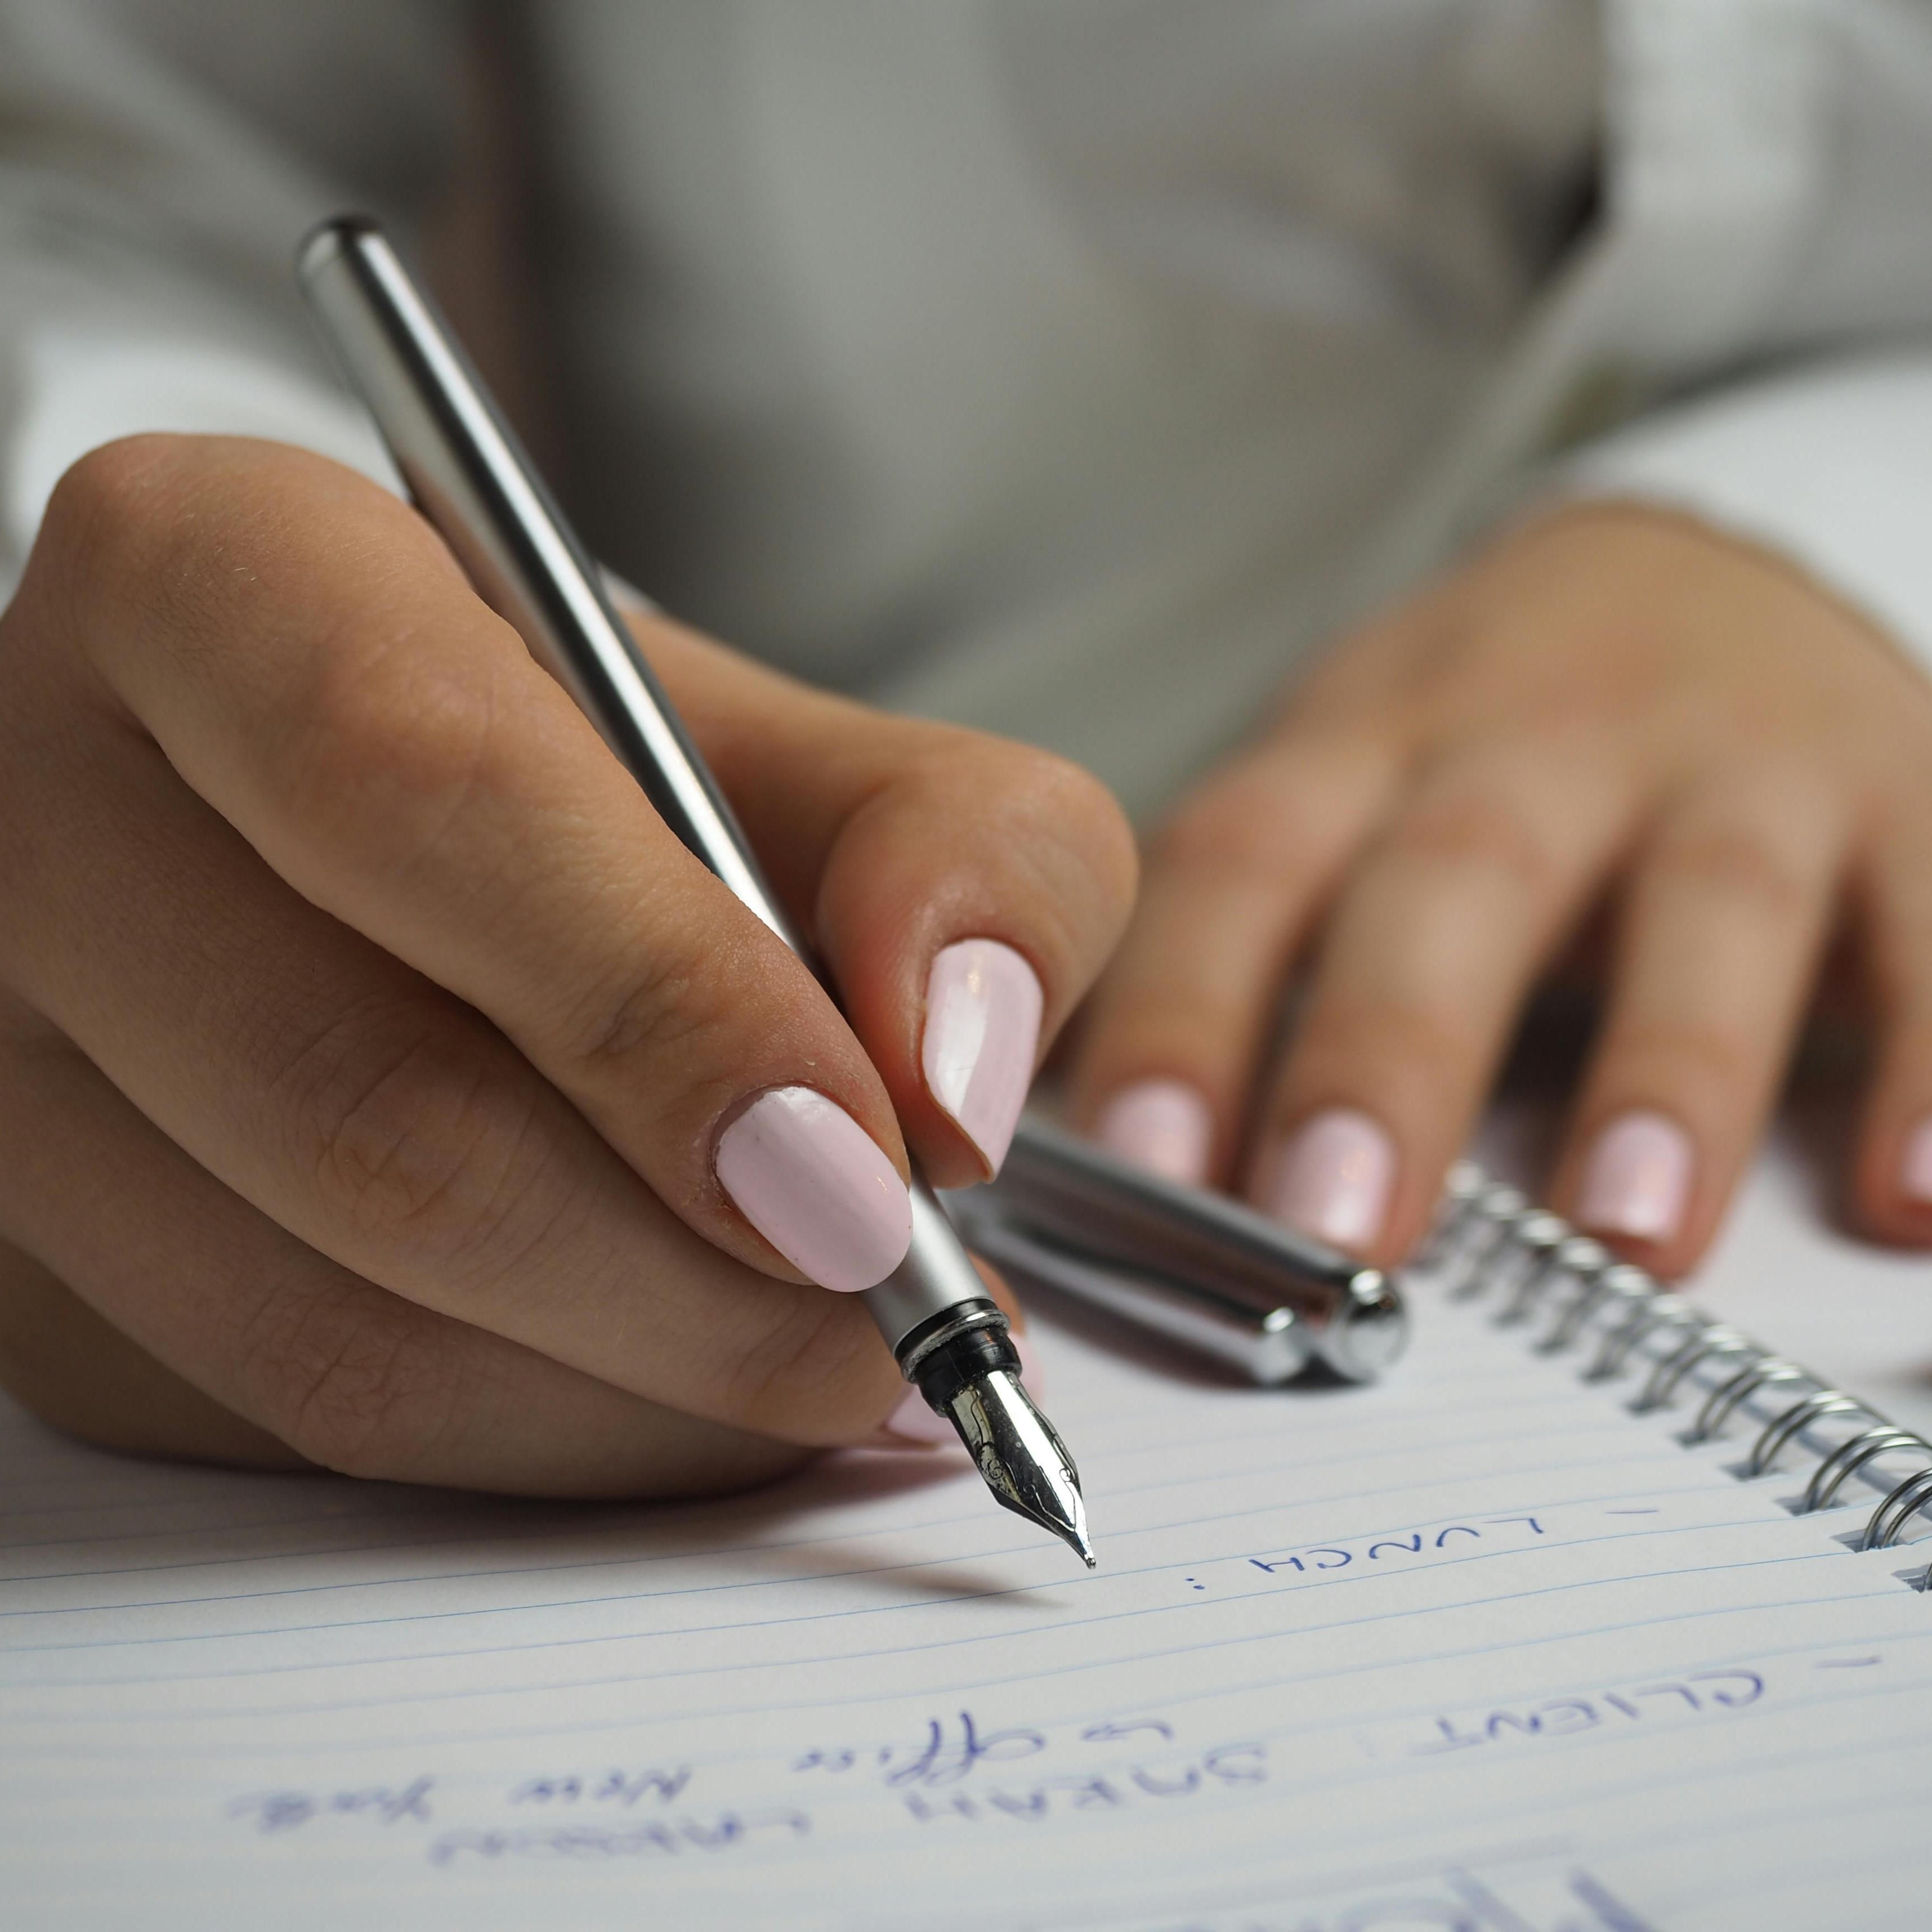 - CLIENT : SARAH LARSON
↳ office New York
- LUNCH :